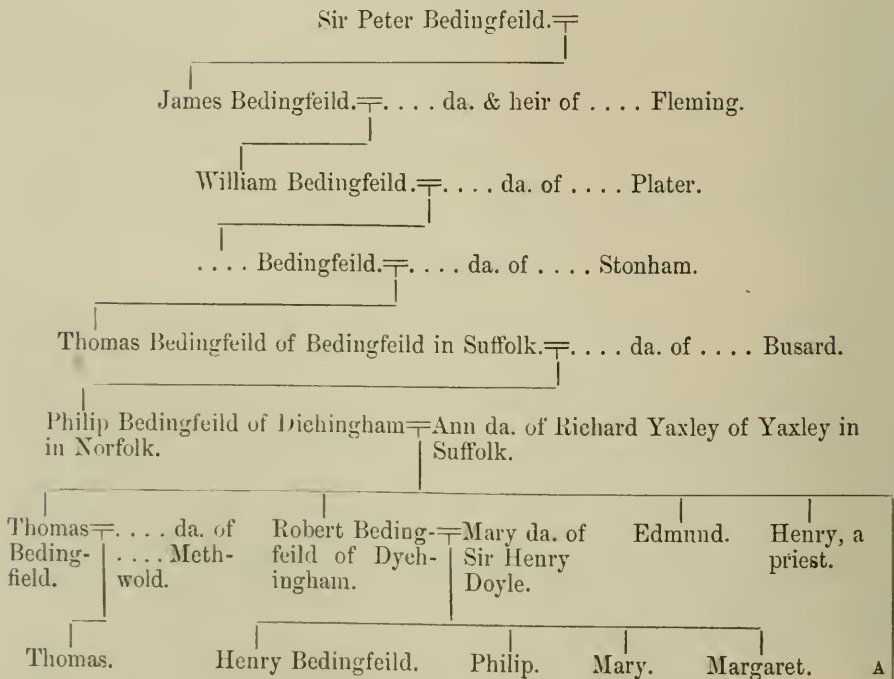 Sir Peter Bedingfeild.
James Bedingfeild. . . . . da. & heir of . . . . Fleming.
William Bedingfeild. . . . . da. of . . . . Plater.
. . . . Bedingfeild. . . . . da. of . . . . Stonham.
Thomas Bedingfeild of Bedingfeild in Suffolk. . . . . da. of . . . . Busard.
Philip Bedingfeild of Dichingham
in Norfolk.
Ann da. of Richard Yaxley of Yaxley in
Suffolk.
Thomas
Beding-
field.
. . . . da. of
. . . . Meth-
wold.
Robert Beding-
feild of Dych-
ingham.
Mary da. of
Sir Henry
Doyle.
Edmund.
Henry, a
priest.
Thomas.
Henry Bedingfeild.
Philip.
Mary.
Margaret.
A